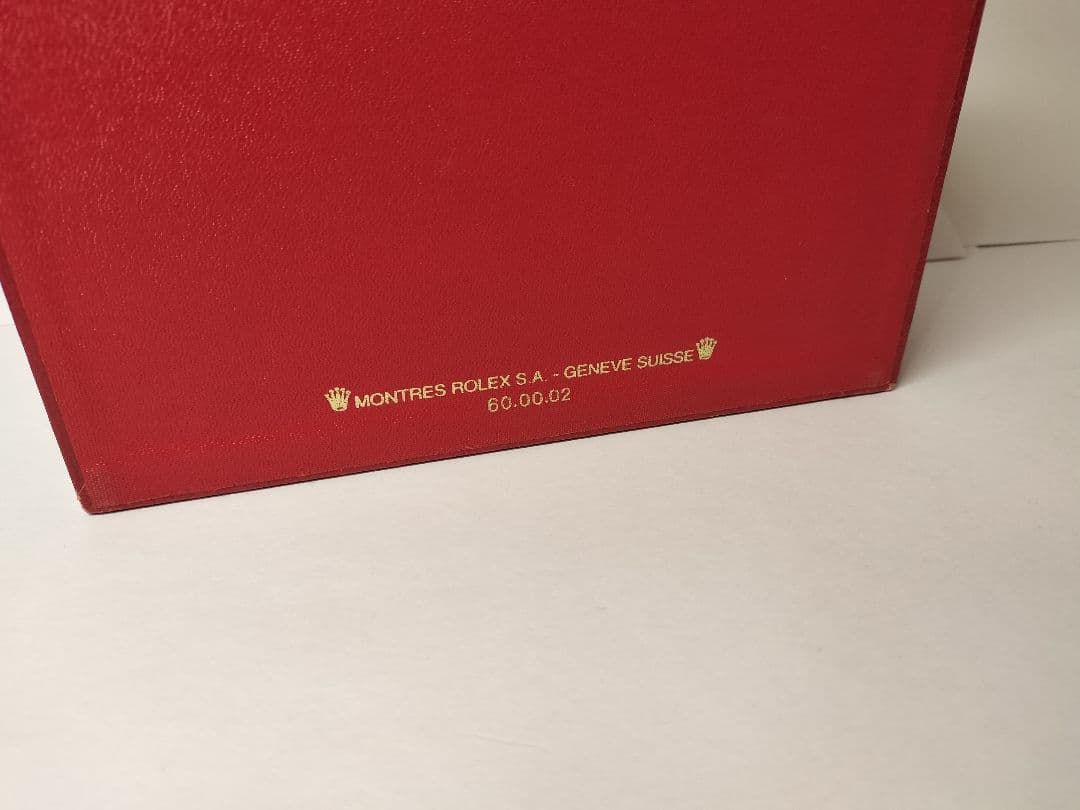 MONTRES ROLEX S.A. - GENEVE SUISSE
60.00.02